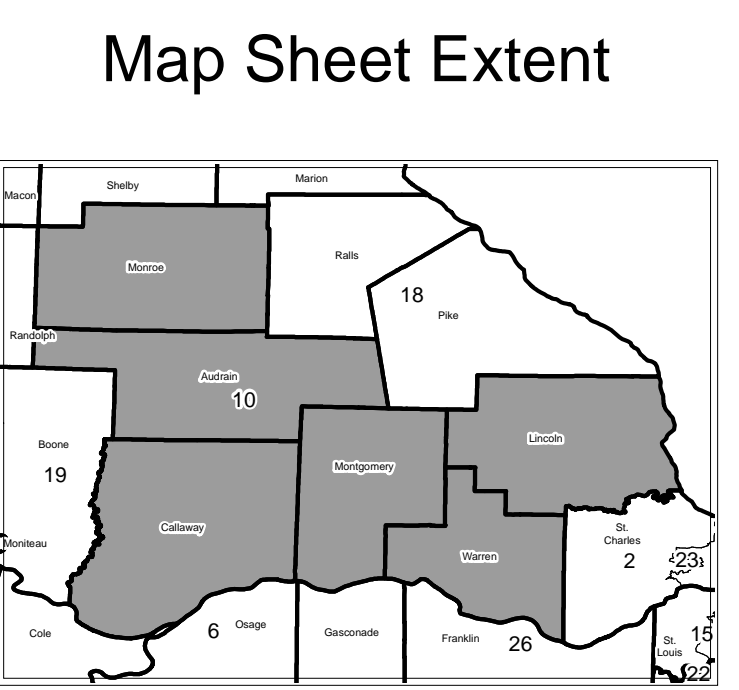 Map Sheet Extent
Macon
Shelby
Marion
Monroe
Ralls
18
Pike
Randolph
Audrain
10
Boone
19
Lincoln
Montgomery
Callaway
Moniteau
St.
Charles
2
23
Warren
Cole
6
Osage
Gasconade
Franklin
26
St.
Louis
15
22